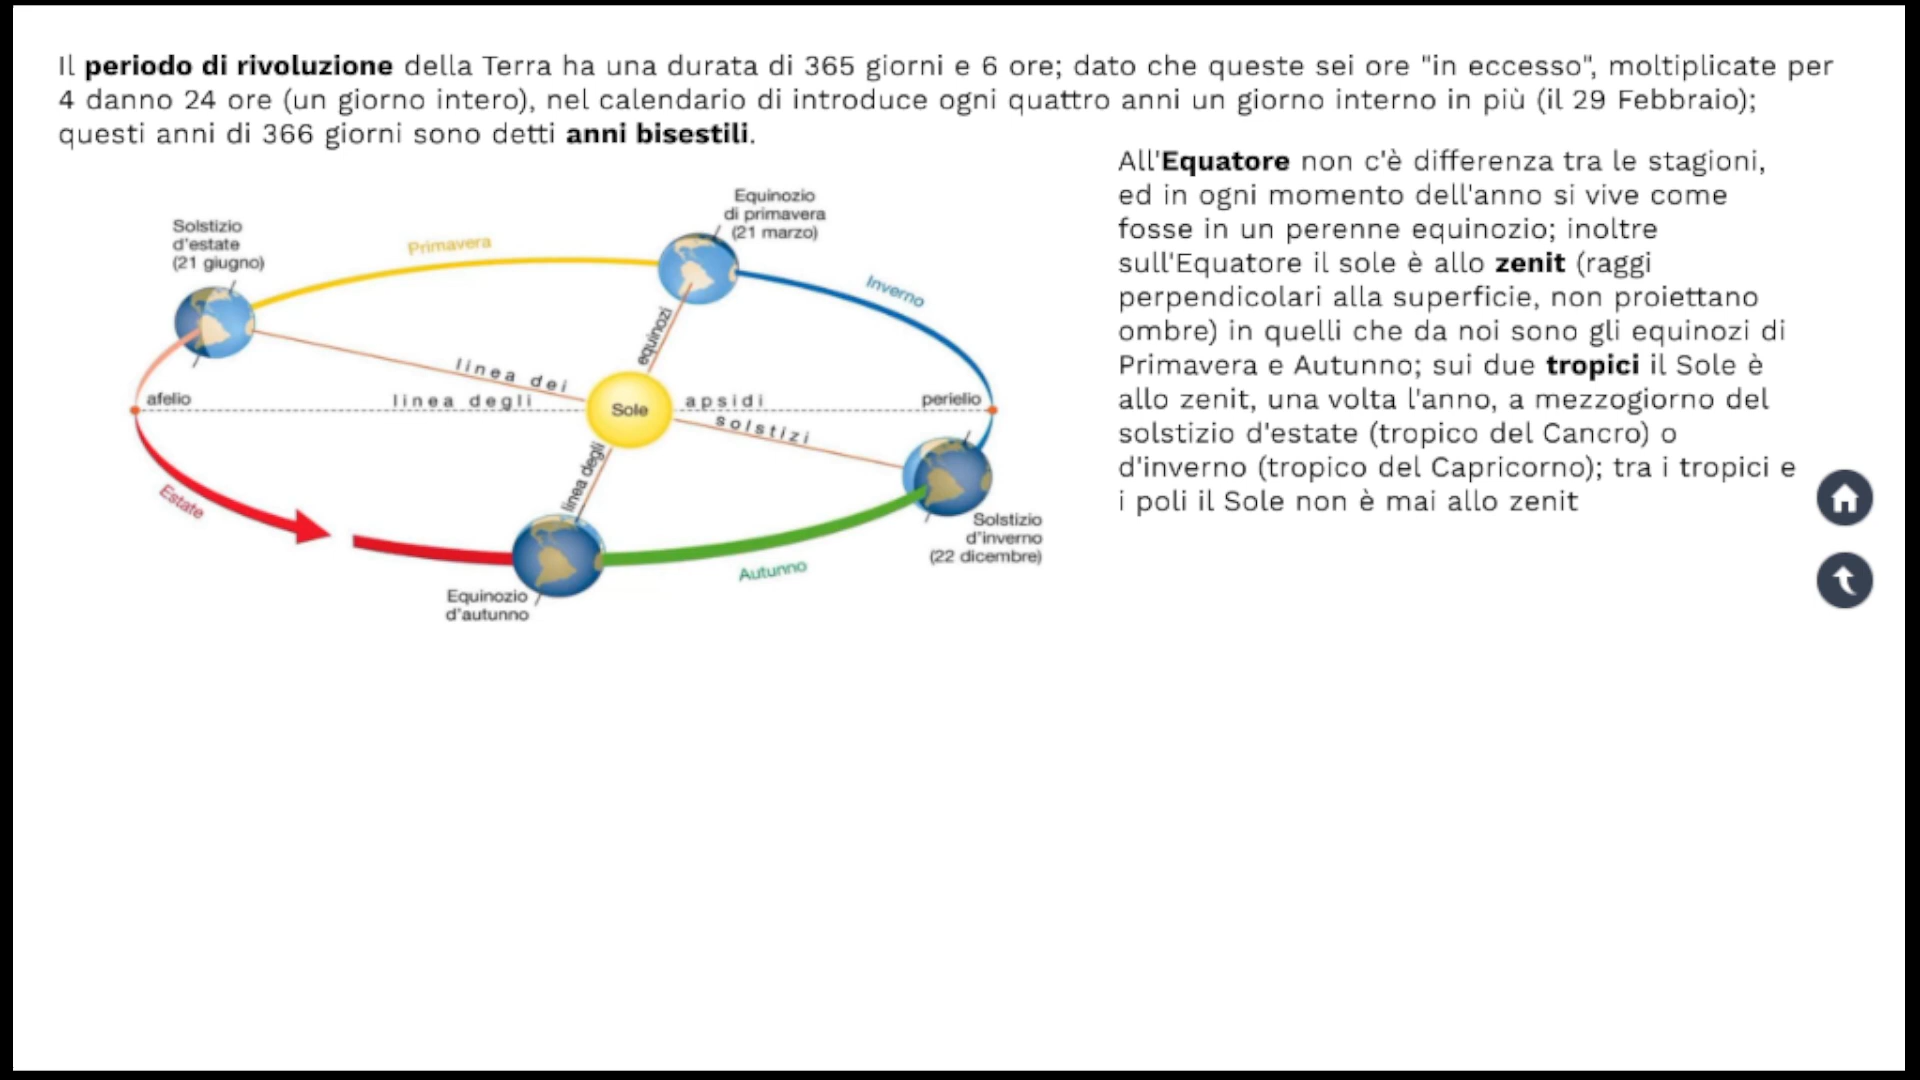 Il periodo di rivoluzione della Terra ha una durata di 365 giorni e 6 ore; dato che queste sei ore "in eccesso", moltiplicate per
4 danno 24 ore (un giorno intero), nel calendario di introduce ogni quattro anni un giorno interno in più (il 29 Febbraio);
questi anni di 366 giorni sono detti anni bisestili.
All'Equatore non c'è differenza tra le stagioni,
ed in ogni momento dell'anno si vive come
fosse in un perenne equinozio; inoltre
sull'Equatore il sole è allo zenit (raggi
perpendicolari alla superficie, non proiettano
ombre) in quelli che da noi sono gli equinozi di
Primavera e Autunno; sui due tropici il Sole è
allo zenit, una volta l'anno, a mezzogiorno del
solstizio d'estate (tropico del Cancro) o
d'inverno (tropico del Capricorno); tra i tropici e
i poli il Sole non è mai allo zenit
Equinozio
di primavera
(21 marzo)
Solstizio
d'estate
(21 giugno)
Primavera
Inverno
equinozi
linea dei
afelio
linea degli
Sole
apsidi
perielio
solstizi
linea degli
Estate
Solstizio
d'inverno
(22 dicembre)
Autunno
Equinozio
d'autunno